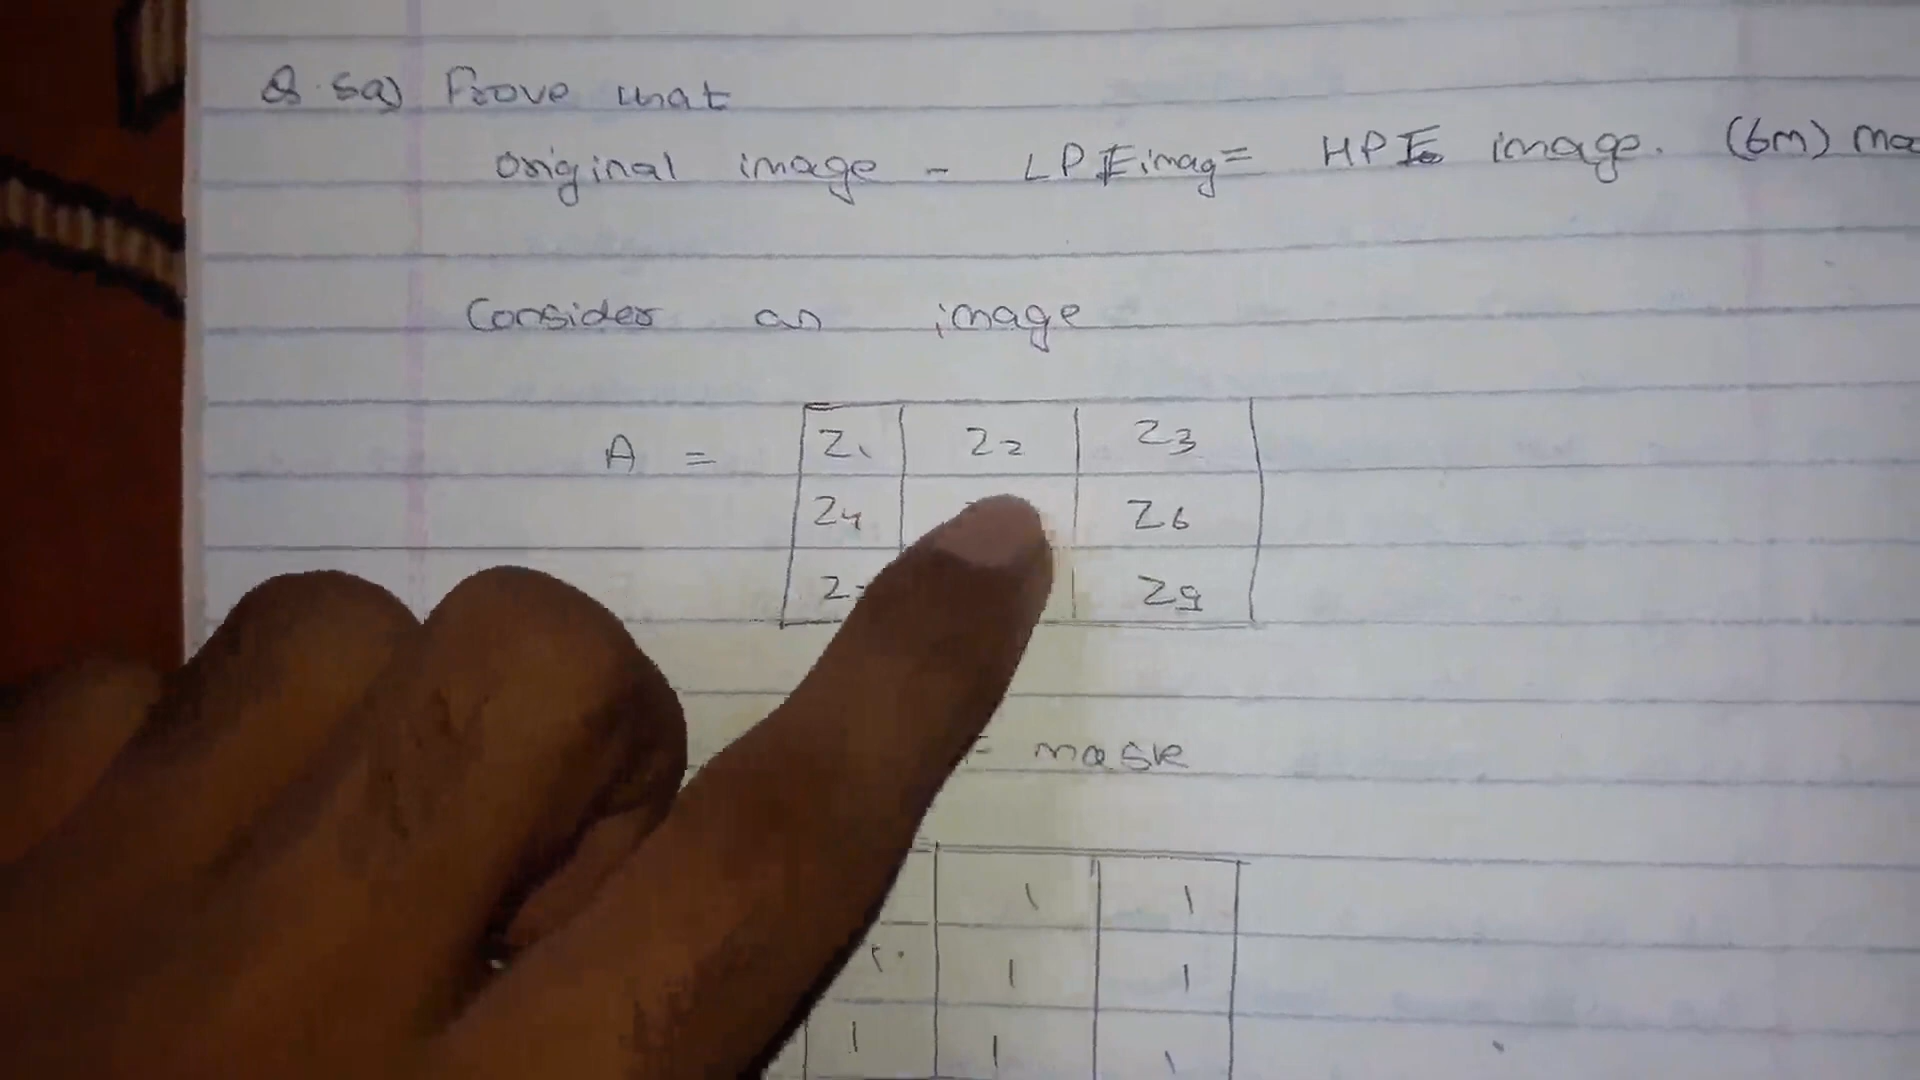 Q.5a) Prove that
original image - LPF imag = HPF image. (6m) Ma
Consider an image
A = Z1 Z2 Z3
Z4 Z6
Z9
mask
1 1
1 1
1 1 1